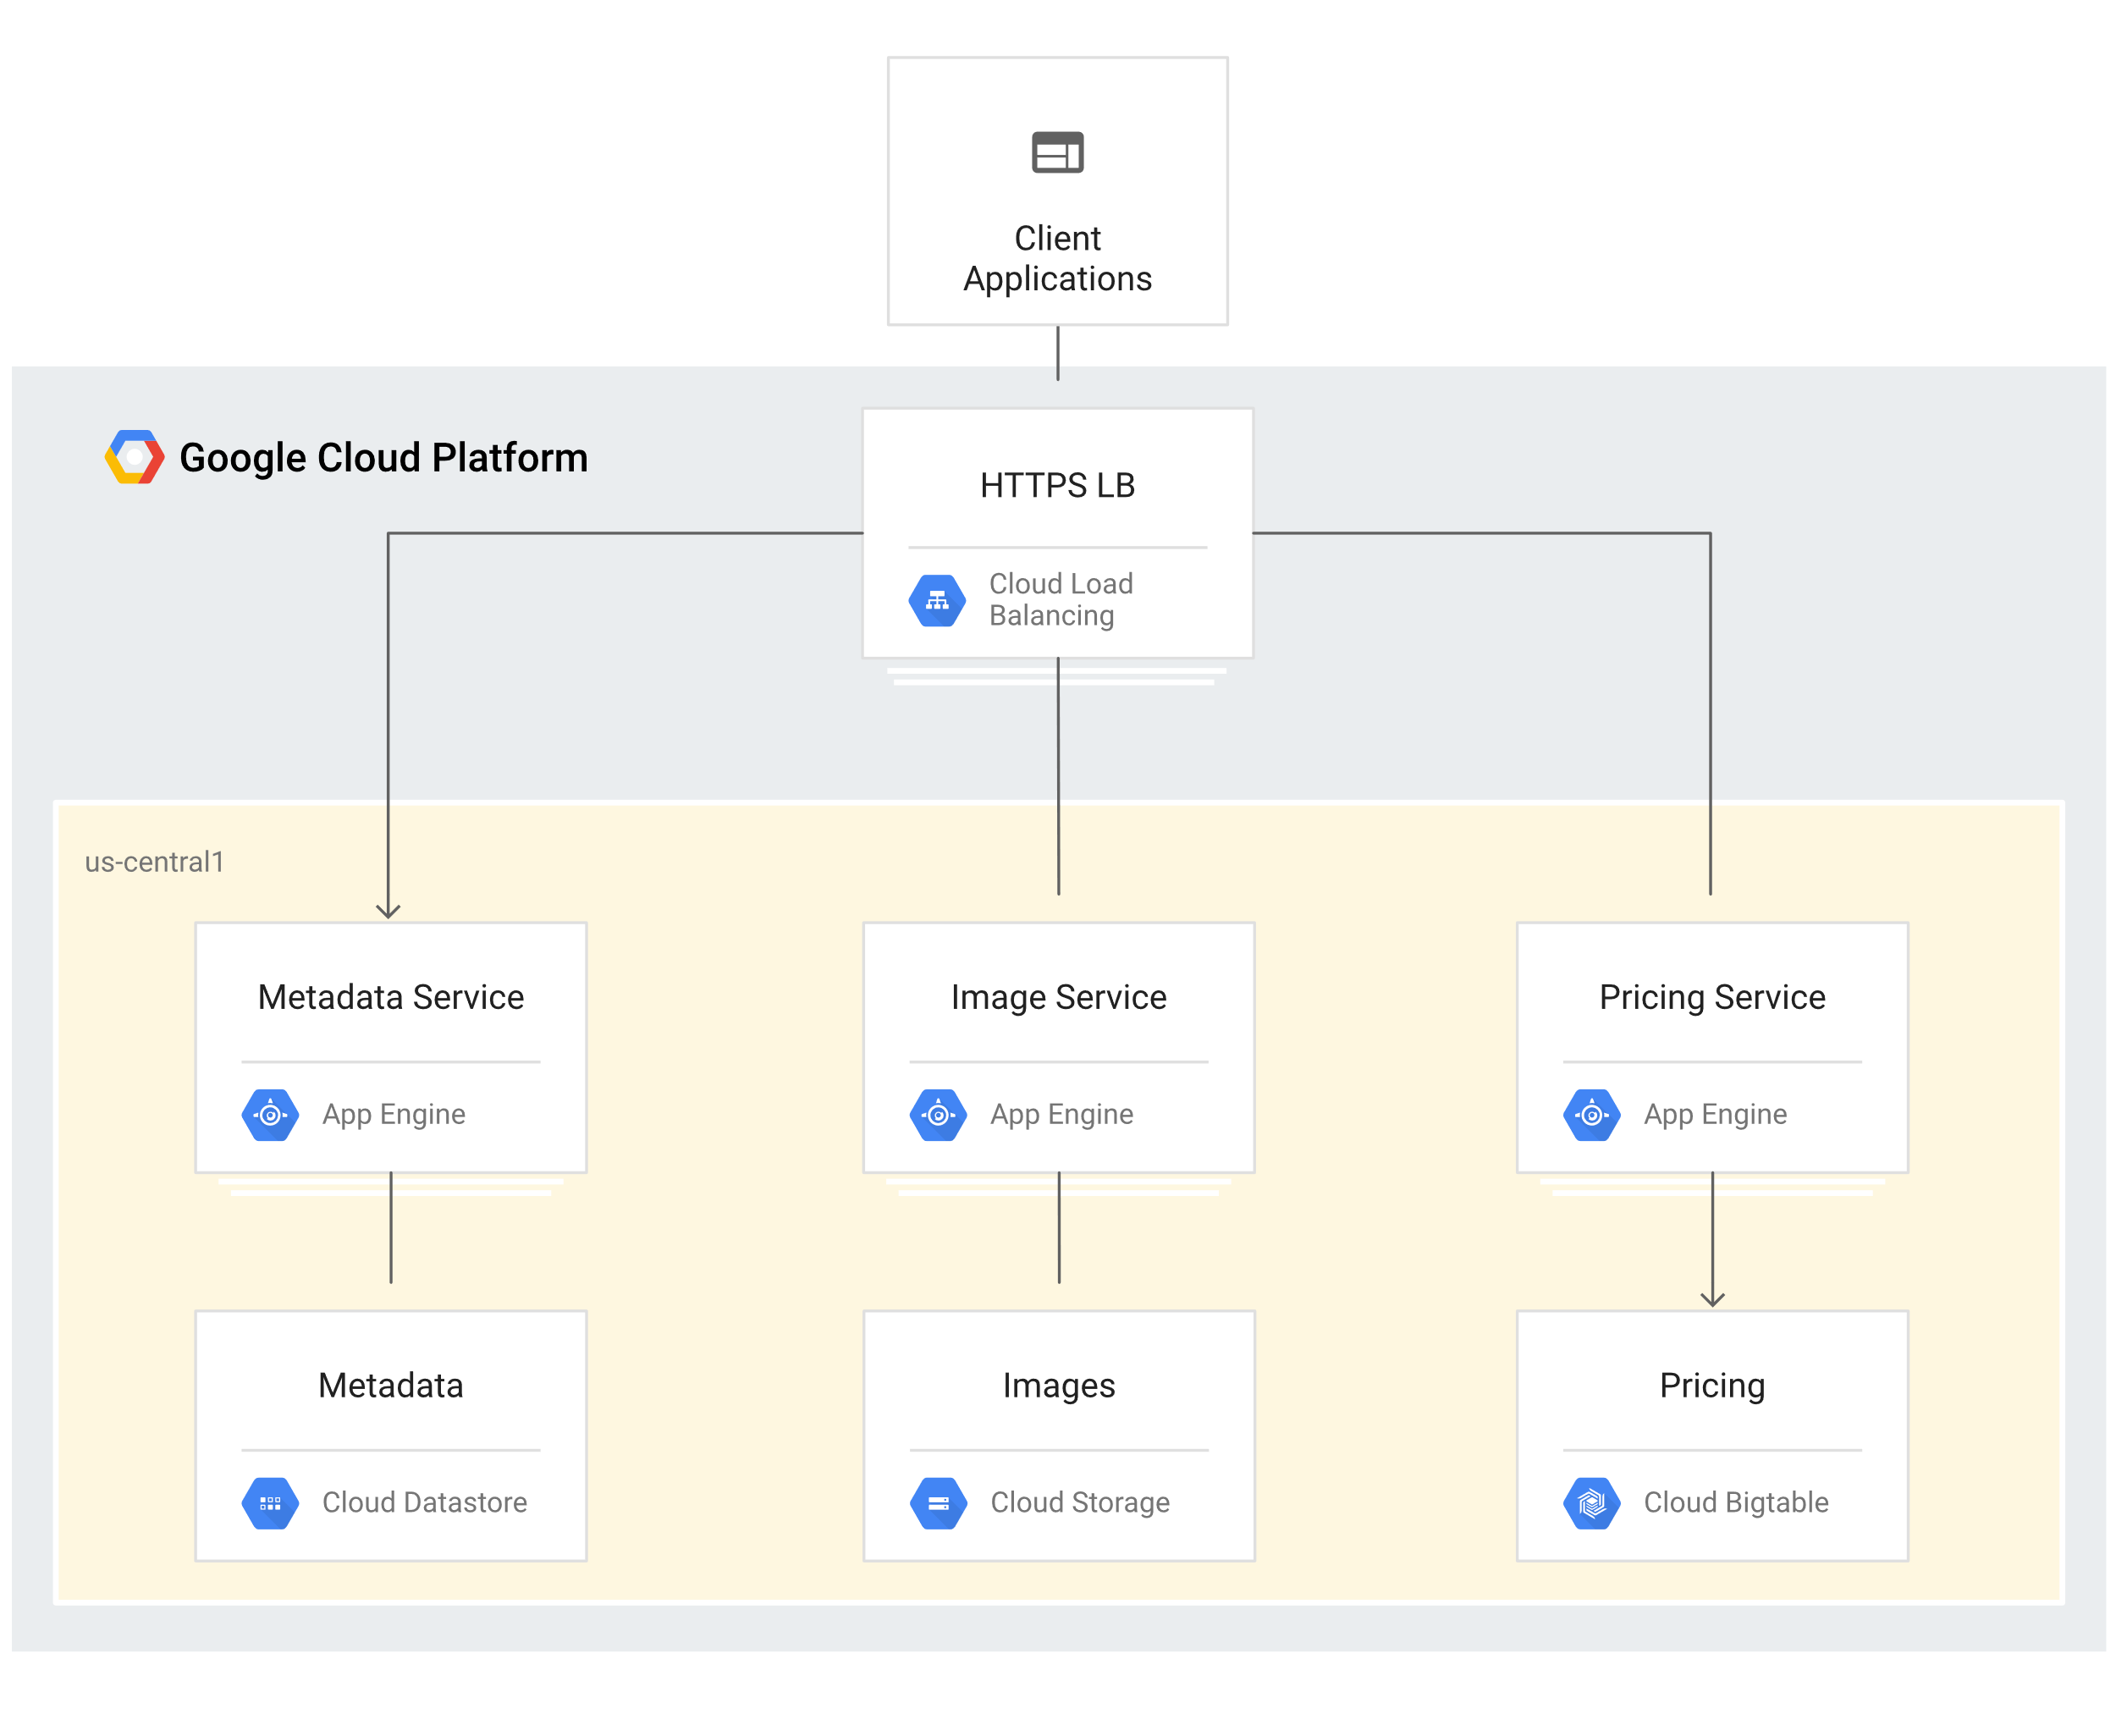 Client
Applications
Google Cloud Platform
HTTPS LB
Cloud Load
Balancing
us-central1
Metadata Service
App Engine
Image Service
App Engine
Pricing Service
App Engine
Metadata
Cloud Datastore
Images
Cloud Storage
Pricing
Cloud Bigtable